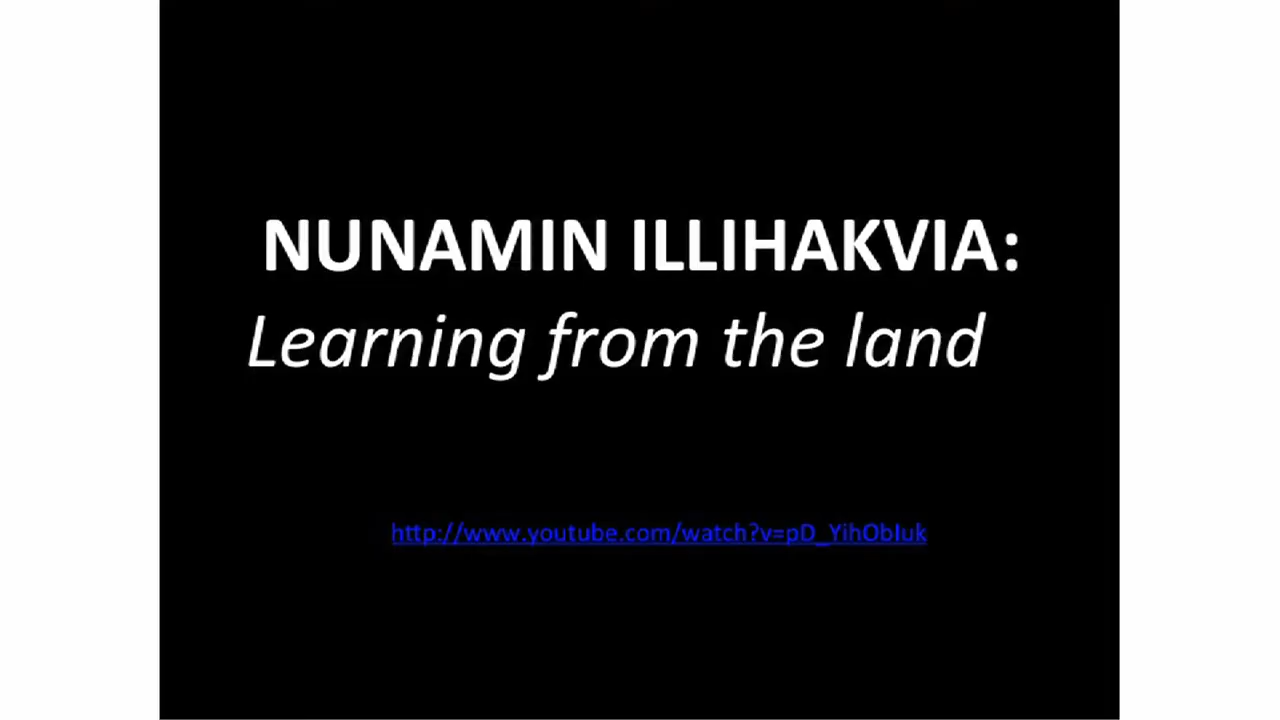 NUNAMIN ILLIHAKVIA:
Learning from the land
http://www.youtube.com/watch?v=pD_YihObIuk